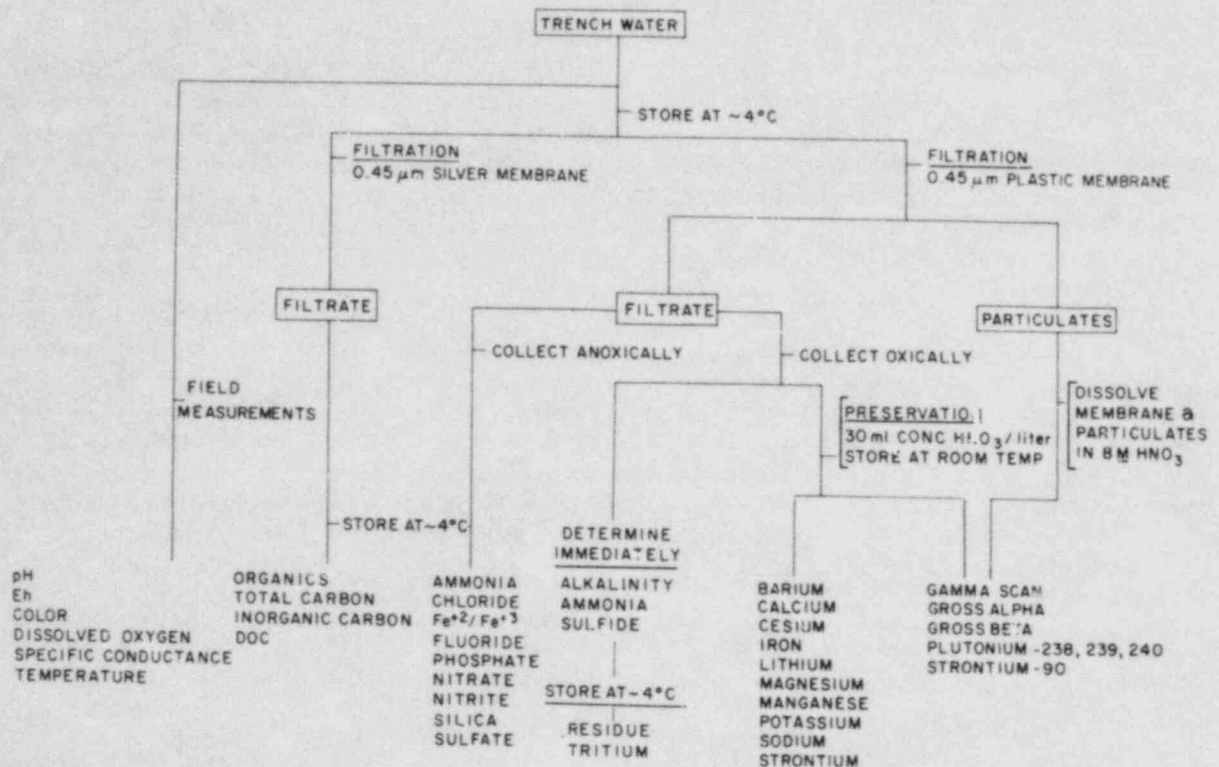 TRENCH WATER
STORE AT ~4°C
FILTRATION
0.45 µm SILVER MEMBRANE
FILTRATION
0.45 µm PLASTIC MEMBRANE
FILTRATE
FILTRATE
PARTICULATES
COLLECT ANOXICALLY
COLLECT OXICALLY
FIELD
MEASUREMENTS
PRESERVATIO
30 ml CONC H O3/liter
STORE AT ROOM TEMP
DISSOLVE
MEMBRANE &
PARTICULATES
IN 8M HNO3
STORE AT ~4°C
DETERMINE
IMMEDIATELY
pH
Eh
COLOR
DISSOLVED OXYGEN
SPECIFIC CONDUCTANCE
TEMPERATURE
ORGANICS
TOTAL CARBON
INORGANIC CARBON
DOC
AMMONIA
CHLORIDE
Fe+2/Fe+3
FLUORIDE
PHOSPHATE
NITRATE
NITRITE
SILICA
SULFATE
ALKALINITY
AMMONIA
SULFIDE
STORE AT ~4°C
RESIDUE
TRITIUM
BARIUM
CALCIUM
CESIUM
IRON
LITHIUM
MAGNESIUM
MANGANESE
POTASSIUM
SODIUM
STRONTIUM
GAMMA SCAN
GROSS ALPHA
GROSS BETA
PLUTONIUM -238, 239, 240
STRONTIUM -90